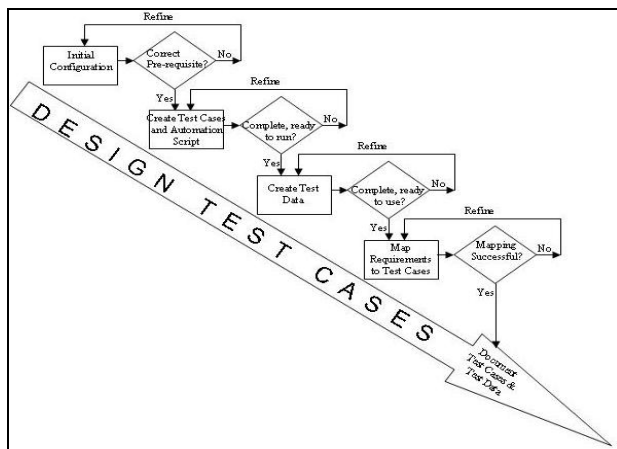 Refine
Initial
Configuration
Correct
Pre-requisite?
No
Yes
Refine
Create Test Cases
and Automation
Script
Complete, ready
to run?
No
Yes
Refine
Create Test
Data
Complete, ready
to use?
No
Yes
Refine
Map
Requirements
to Test Cases
Mapping
Successful?
No
Yes
DESIGN TEST CASES
Document
Test Cases &
Test Data